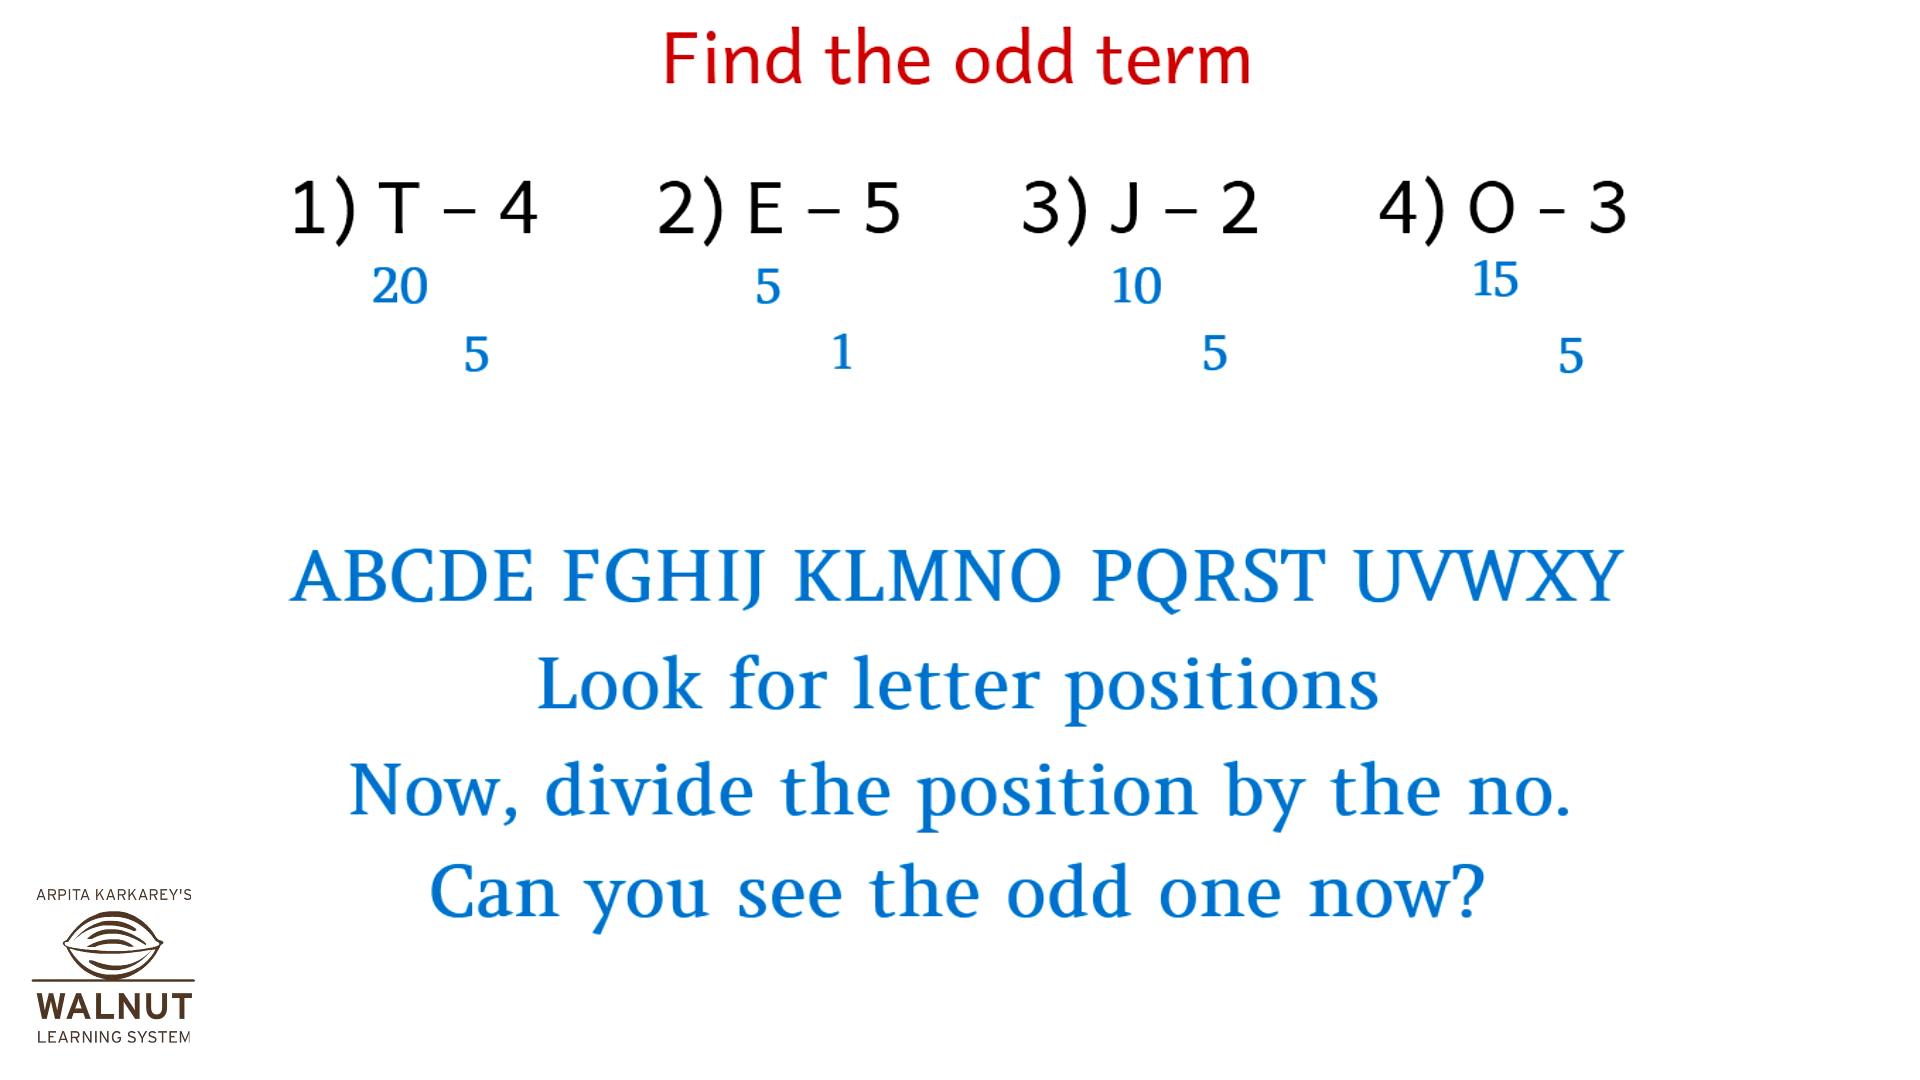 Find the odd term
1) T – 4 2) E – 5 3) J – 2 4) O - 3
20 5 10 15
5 1 5 5
ABCDE FGHIJ KLMNO PQRST UVWXY
Look for letter positions
Now, divide the position by the no.
Can you see the odd one now?
ARPITA KARKAREY'S
WALNUT
LEARNING SYSTEM